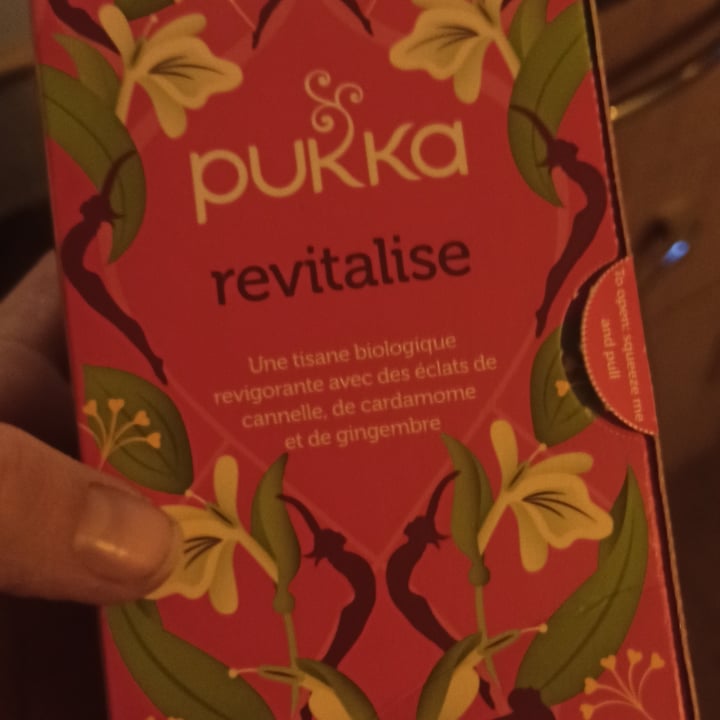 pukka
revitalise
Une tisane biologique
revigorante avec des éclats de
cannelle, de cardamome
et de gingembre
To open: squeeze me
and pull